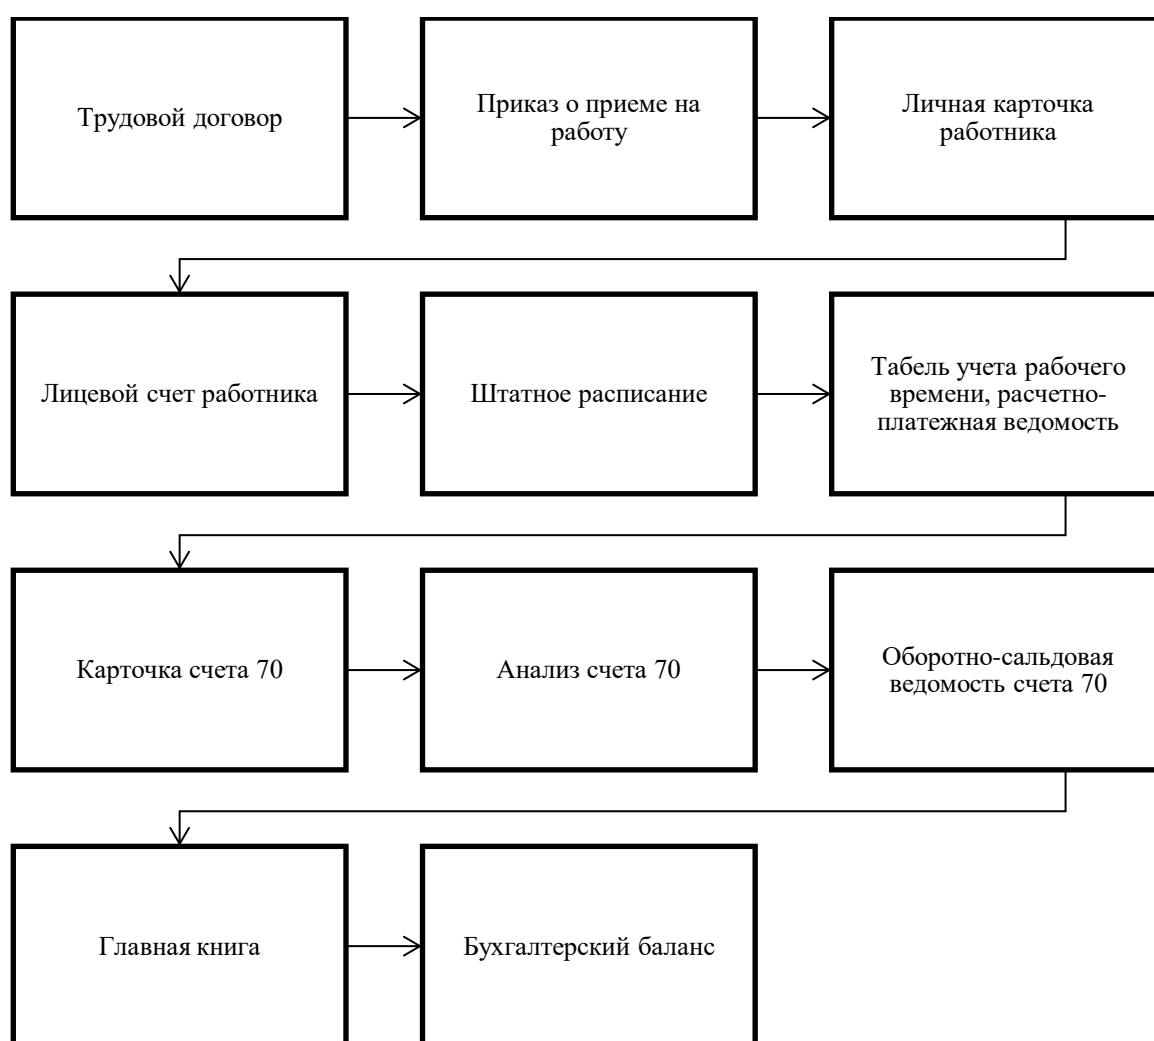 Трудовой договор
Приказ о приеме на
работу
Личная карточка
работника
Лицевой счет работника
Штатное расписание
Табель учета рабочего
времени, расчетно-
платежная ведомость
Карточка счета 70
Анализ счета 70
Оборотно-сальдовая
ведомость счета 70
Главная книга
Бухгалтерский баланс